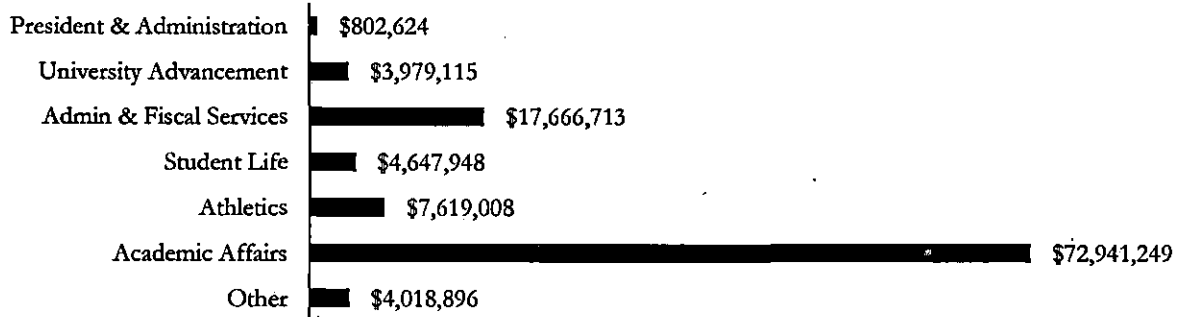 President & Administration $802,624
University Advancement $3,979,115
Admin & Fiscal Services $17,666,713
Student Life $4,647,948
Athletics $7,619,008
Academic Affairs $72,941,249
Other $4,018,896